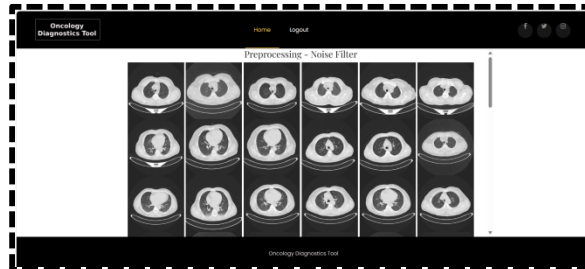 Oncology
Diagnostics Tool
Home
Logout
Preprocessing - Noise Filter
Oncology Diagnostics Tool